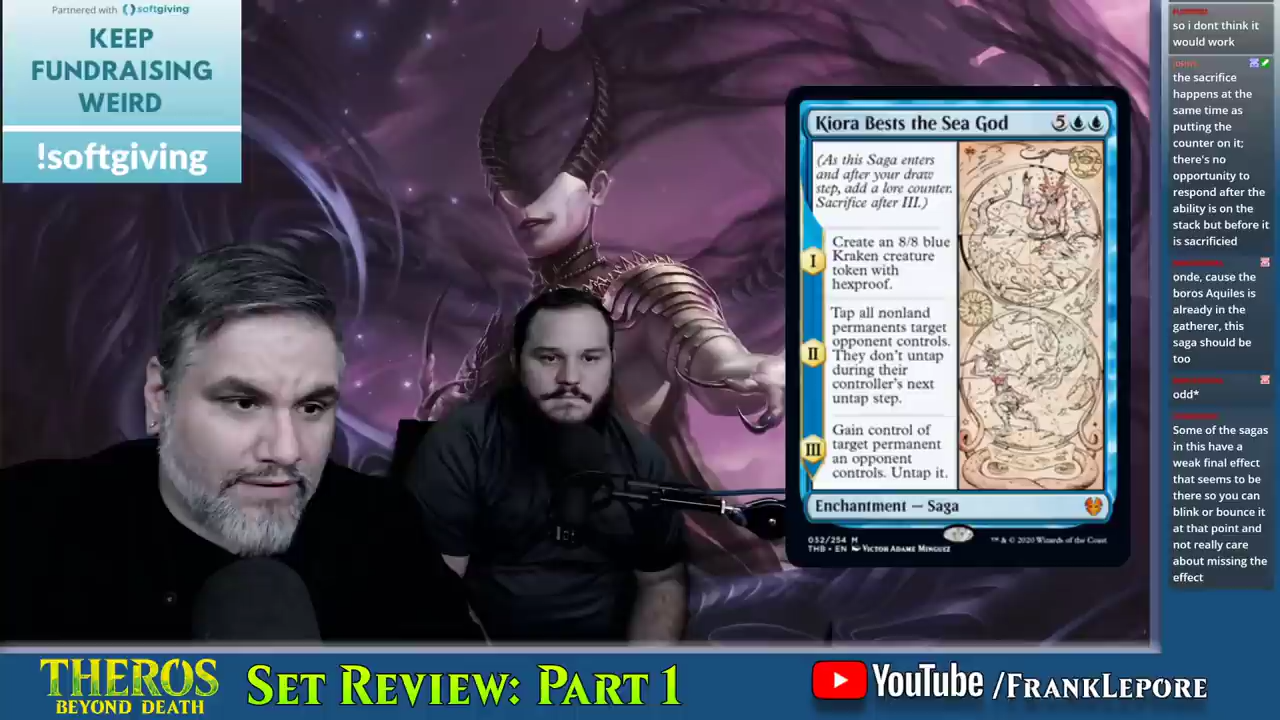 Partnered with softgiving
KEEP
FUNDRAISING
WEIRD
!softgiving
Kiora Bests the Sea God 5
(As this Saga enters
and after your draw
step, add a lore counter.
Sacrifice after III.)
I
Create an 8/8 blue
Kraken creature
token with
hexproof.
II
Tap all nonland
permanents target
opponent controls.
They don't untap
during their
controller's next
untap step.
III
Gain control of
target permanent
an opponent
controls. Untap it.
Enchantment — Saga
032/254 M
THB • EN VICTOR ADAME MINGUEZ
™ & © 2020 Wizards of the Coast
so i dont think it
would work
the sacrifice
happens at the
same time as
putting the
counter on it;
there's no
opportunity to
respond after the
ability is on the
stack but before it
is sacrificied
onde, cause the
boros Aquiles is
already in the
gatherer, this
saga should be
too
odd*
Some of the sagas
in this have a
weak final effect
that seems to be
there so you can
blink or bounce it
at that point and
not really care
about missing the
effect
THEROS
BEYOND DEATH
SET REVIEW: PART 1
YouTube /FRANKLEPORE